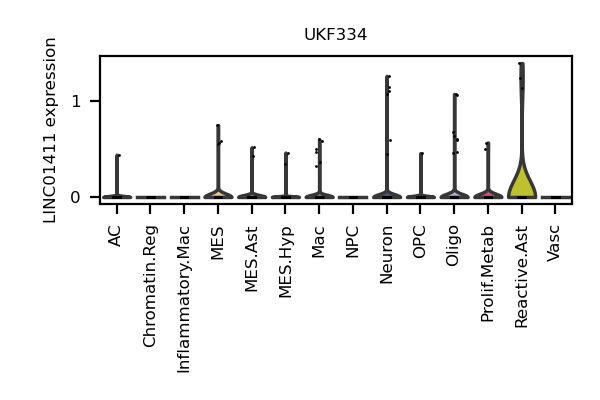 UKF334
LINC01411 expression
1
0
AC
Chromatin.Reg
Inflammatory.Mac
MES
MES.Ast
MES.Hyp
Mac
NPC
Neuron
OPC
Oligo
Prolif.Metab
Reactive.Ast
Vasc